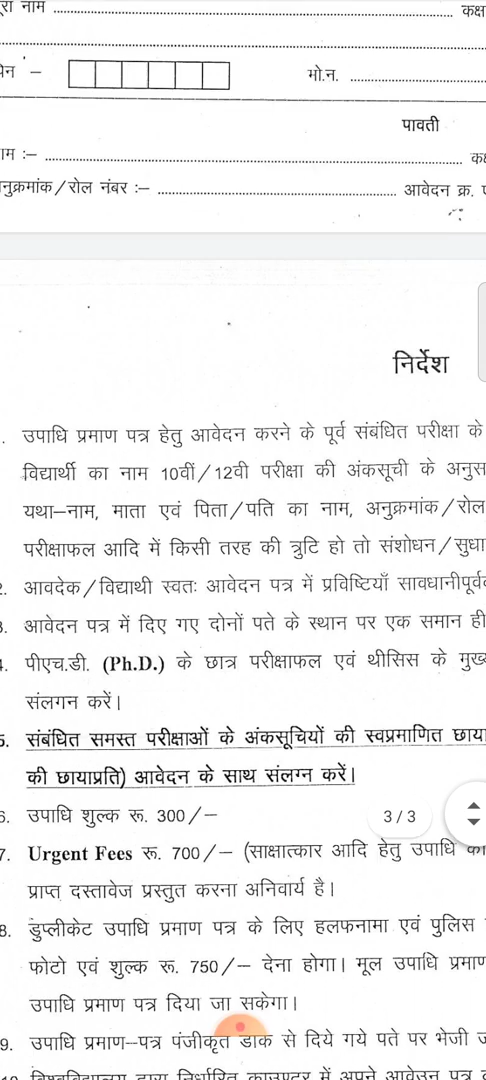 नाम ........ कक्ष
– भो.न. ........
पावती
:– ........
/रोल नंबर :– ........ आवेदन क्र.
निर्देश
. उपाधि प्रमाण पत्र हेतु आवेदन करने के पूर्व संबंधित परीक्षा के
विद्यार्थी का नाम 10वीं/12वी परीक्षा की अंकसूची के अनुस
यथा–नाम, माता एवं पिता/पति का नाम, अनुक्रमांक/रोल
परीक्षाफल आदि में किसी तरह की त्रुटि हो तो संशोधन/सुधा
2. आवदेक/विद्याथी स्वतः आवेदन पत्र में प्रविष्टियाँ सावधानीपूर्व
3. आवेदन पत्र में दिए गए दोनों पते के स्थान पर एक समान ही
4. पीएच.डी. (Ph.D.) के छात्र परीक्षाफल एवं थीसिस के मुख्
संलगन करें।
5. संबंधित समस्त परीक्षाओं के अंकसूचियों की स्वप्रमाणित छाया
की छायाप्रति) आवेदन के साथ संलग्न करें।
6. उपाधि शुल्क रू. 300/–
3/3
7. Urgent Fees रू. 700/– (साक्षात्कार आदि हेतु उपाधि का
प्राप्त दस्तावेज प्रस्तुत करना अनिवार्य है।
8. डुप्लीकेट उपाधि प्रमाण पत्र के लिए हलफनामा एवं पुलिस
फोटो एवं शुल्क रू. 750/– देना होगा। मूल उपाधि प्रमाण
उपाधि प्रमाण पत्र दिया जा सकेगा।
9. उपाधि प्रमाण–पत्र पंजीकृत डाक से दिये गये पते पर भेजी ज